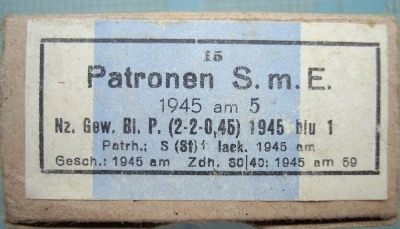 15
Patronen S.m.E.
1945 am 5
Nz. Gew. Bl. P. (2-2-0,45) 1945 blu 1
Patrh.: S (St)+ lack. 1945 am
Gesch.: 1945 am Zdh. 30/40: 1945 am 59